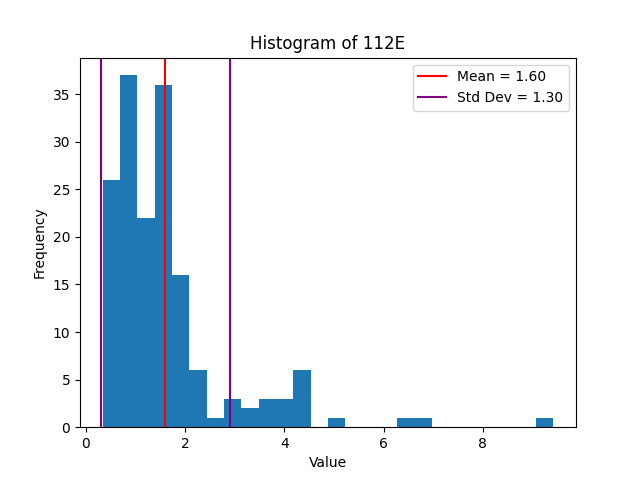 Histogram of 112E
Mean = 1.60
Std Dev = 1.30
35
30
25
20
15
10
5
0
Frequency
0 2 4 6 8
Value